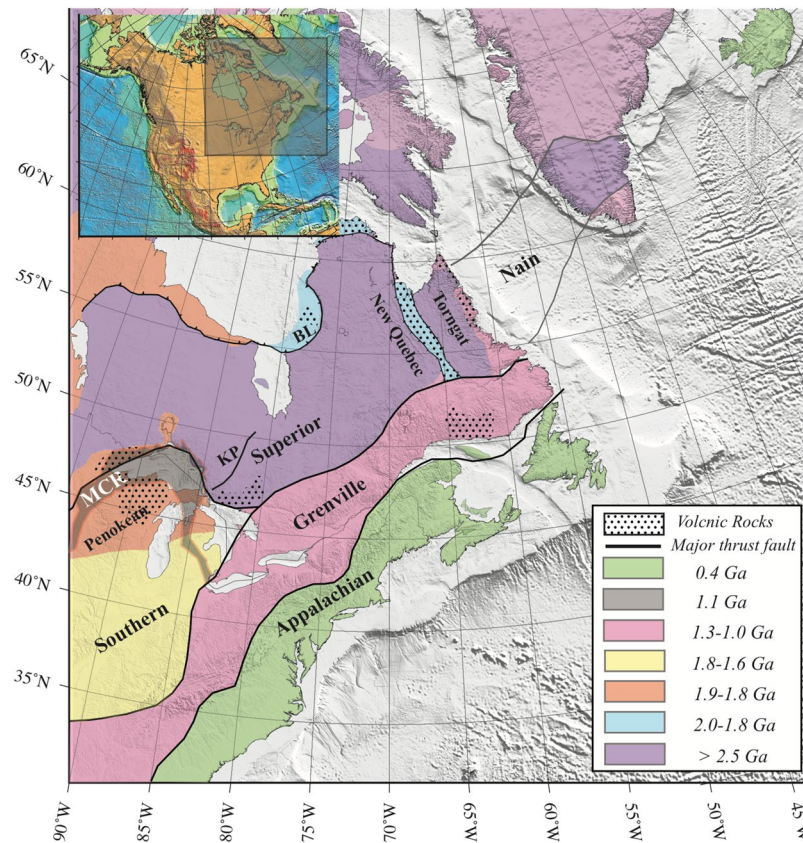 65°N
60°N
55°N
50°N
45°N
40°N
35°N
Nain
Torngat
New Quebec
BI
Superior
KP
MCR
Penokean
Grenville
Southern
Appalachian
Volcnic Rocks
Major thrust fault
0.4 Ga
1.1 Ga
1.3-1.0 Ga
1.8-1.6 Ga
1.9-1.8 Ga
2.0-1.8 Ga
> 2.5 Ga
90°W
85°W
80°W
75°W
70°W
65°W
60°W
55°W
50°W